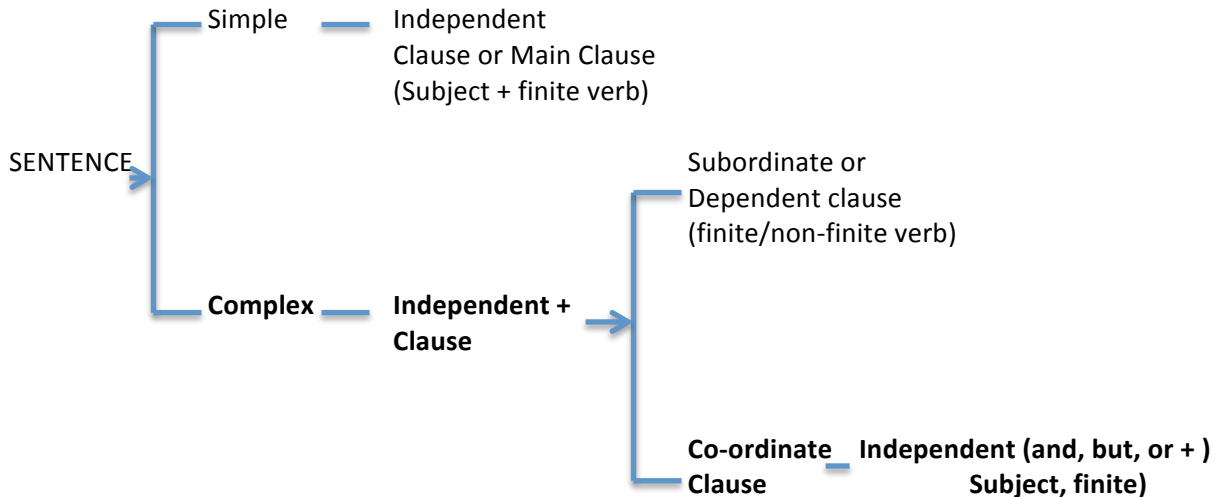 Simple
Independent
Clause or Main Clause
(Subject + finite verb)
SENTENCE
Subordinate or
Dependent clause
(finite/non-finite verb)
Complex
Independent +
Clause
Co-ordinate
Clause
Independent (and, but, or + )
Subject, finite)